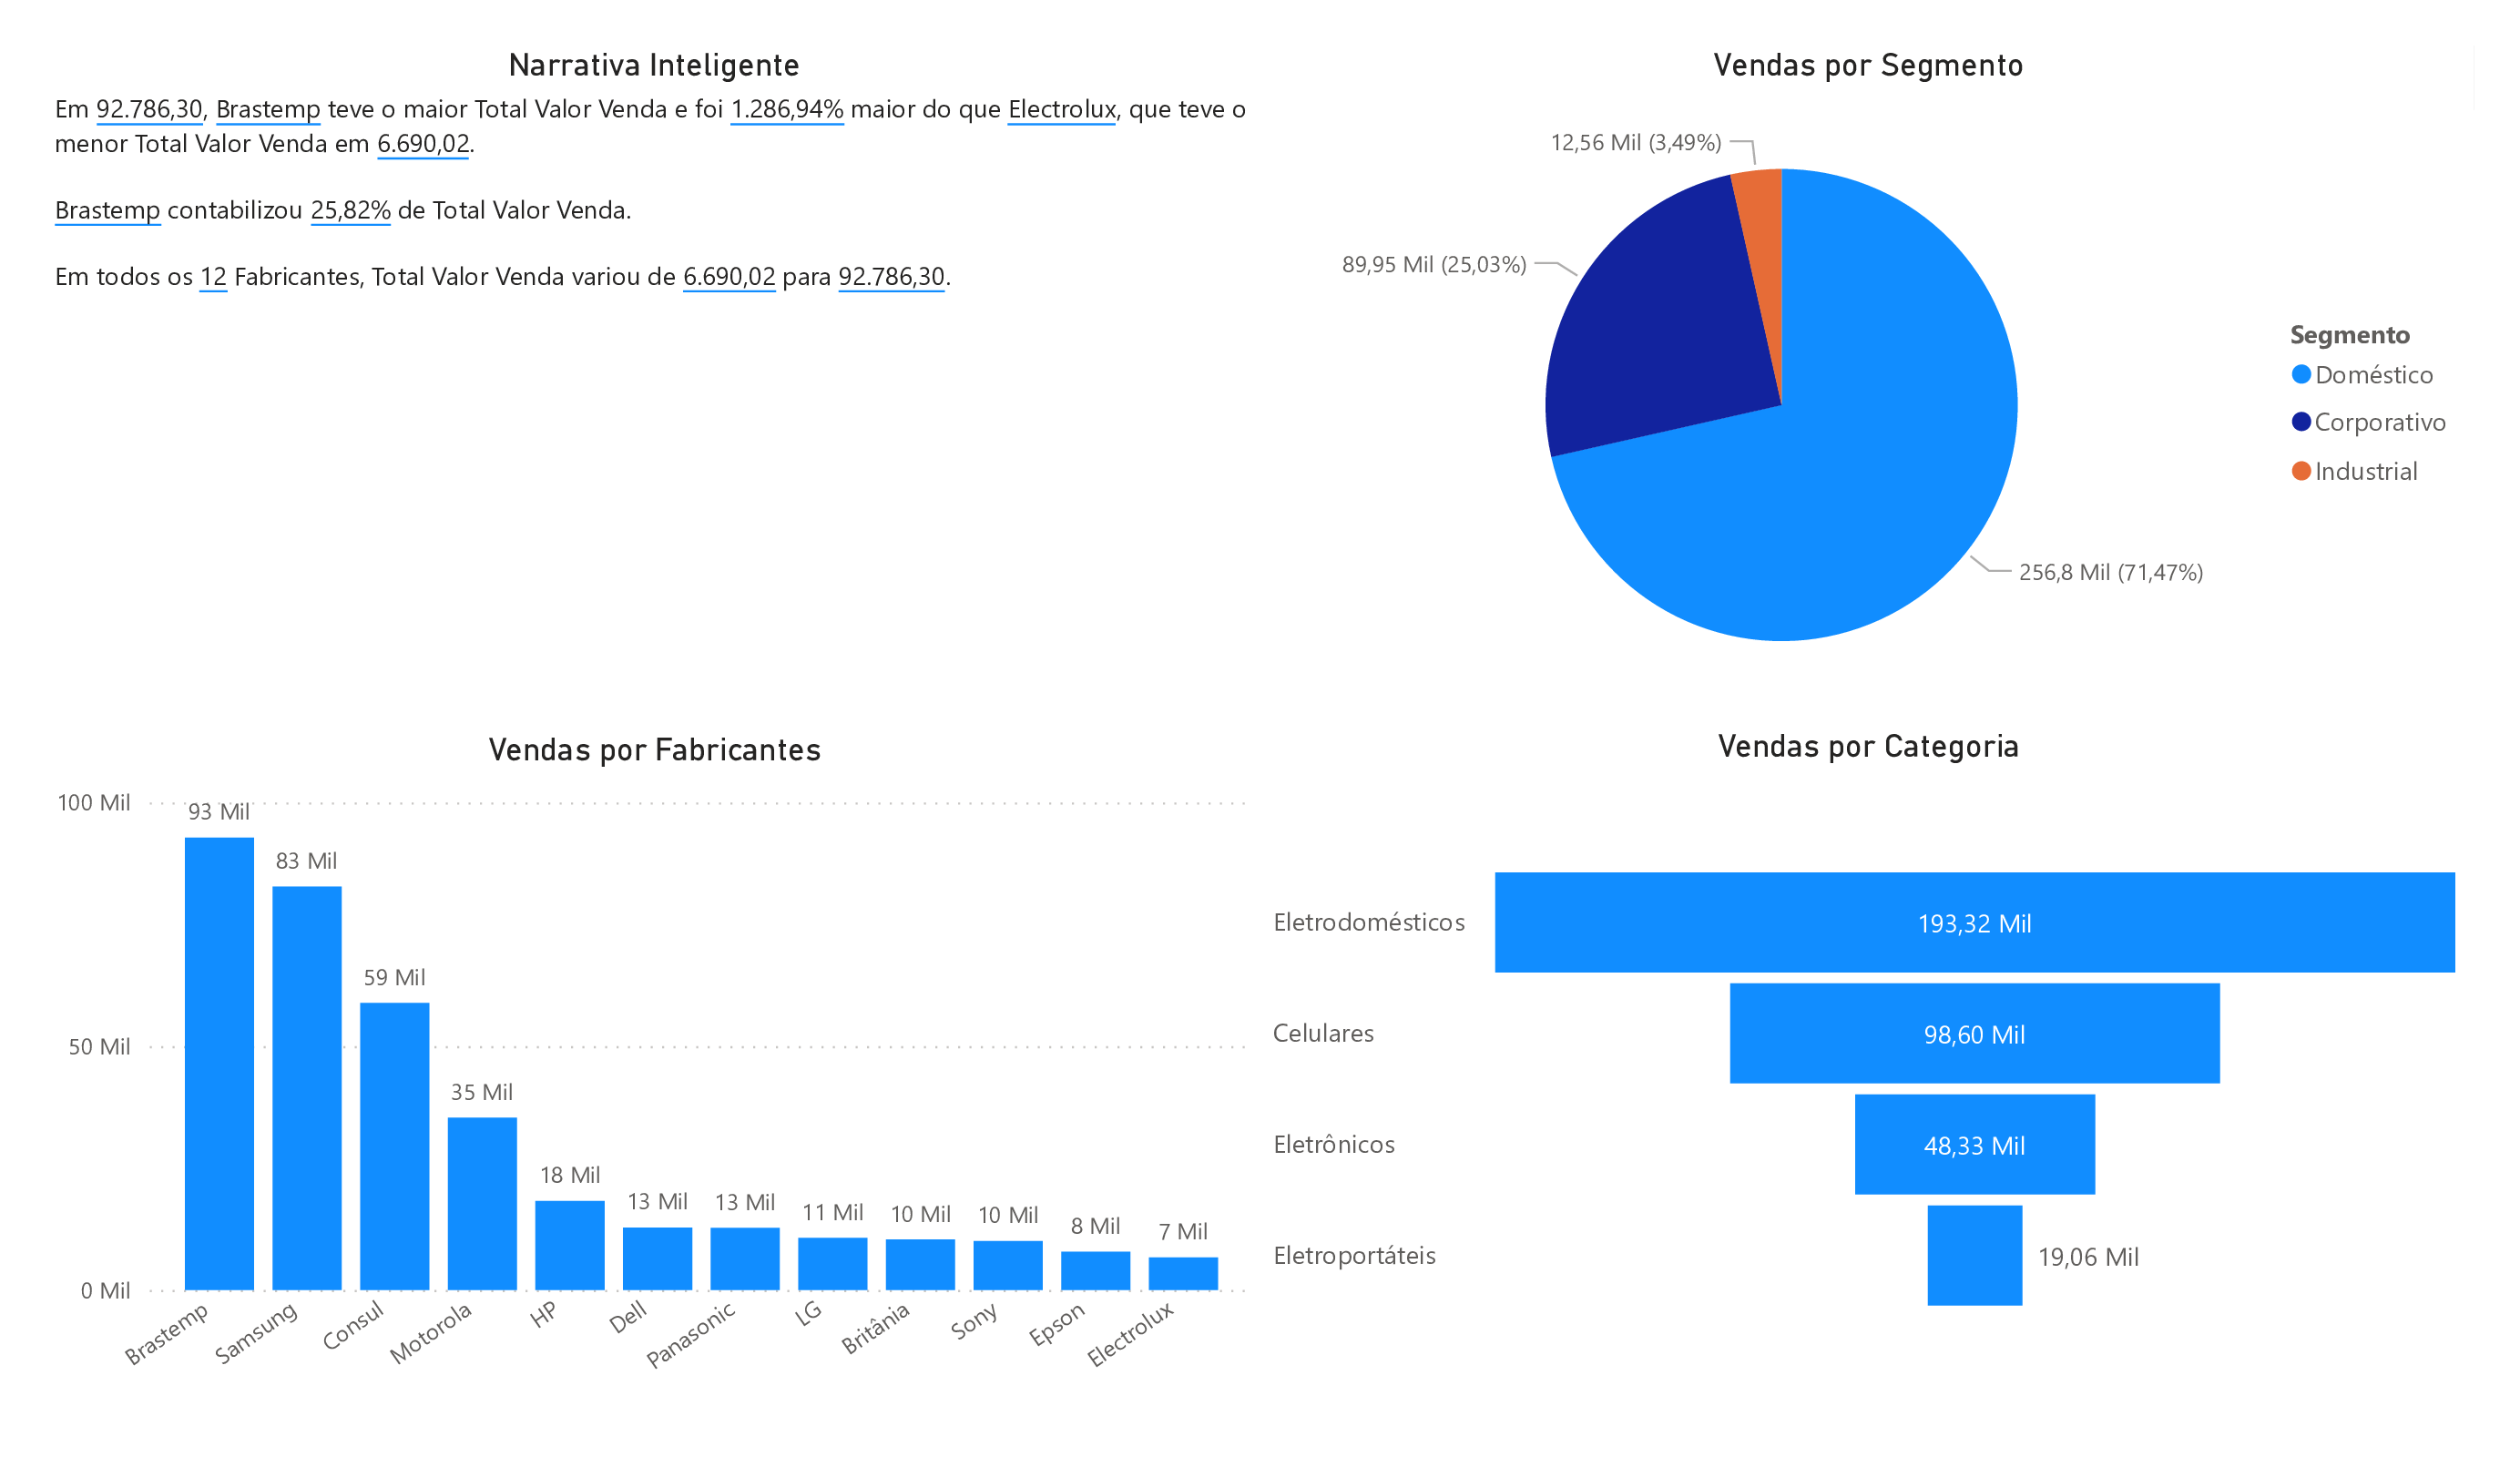 Narrativa Inteligente
Em 92.786,30, Brastemp teve o maior Total Valor Venda e foi 1.286,94% maior do que Electrolux, que teve o
menor Total Valor Venda em 6.690,02.
Brastemp contabilizou 25,82% de Total Valor Venda.
Em todos os 12 Fabricantes, Total Valor Venda variou de 6.690,02 para 92.786,30.
Vendas por Segmento
12,56 Mil (3,49%)
89,95 Mil (25,03%)
256,8 Mil (71,47%)
Segmento
Doméstico
Corporativo
Industrial
Vendas por Fabricantes
100 Mil
50 Mil
0 Mil
93 Mil
83 Mil
59 Mil
35 Mil
18 Mil
13 Mil
13 Mil
11 Mil
10 Mil
10 Mil
8 Mil
7 Mil
Brastemp
Samsung
Consul
Motorola
HP
Dell
Panasonic
LG
Britânia
Sony
Epson
Electrolux
Vendas por Categoria
Eletrodomésticos
193,32 Mil
Celulares
98,60 Mil
Eletrônicos
48,33 Mil
Eletroportáteis
19,06 Mil